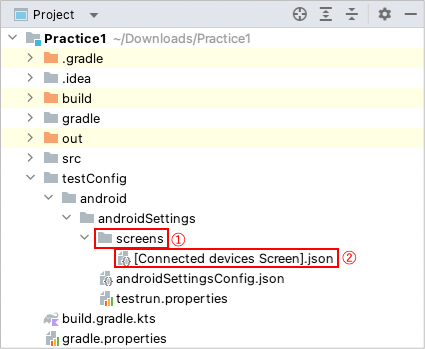 Project
Practice1 ~/Downloads/Practice1
.gradle
.idea
build
gradle
out
src
testConfig
android
androidSettings
screens ①
[Connected devices Screen].json ②
androidSettingsConfig.json
testrun.properties
build.gradle.kts
gradle.properties